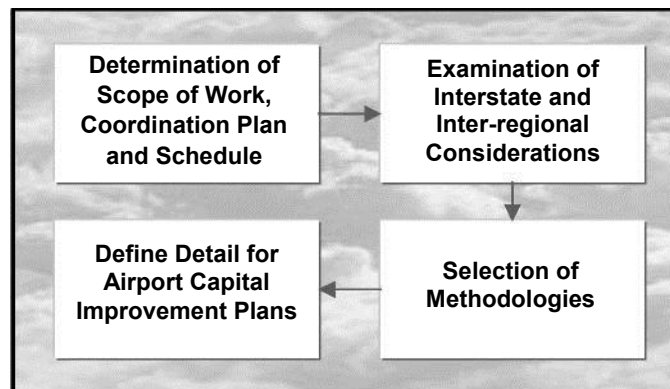 Determination of
Scope of Work,
Coordination Plan
and Schedule
Examination of
Interstate and
Inter-regional
Considerations
Selection of
Methodologies
Define Detail for
Airport Capital
Improvement Plans